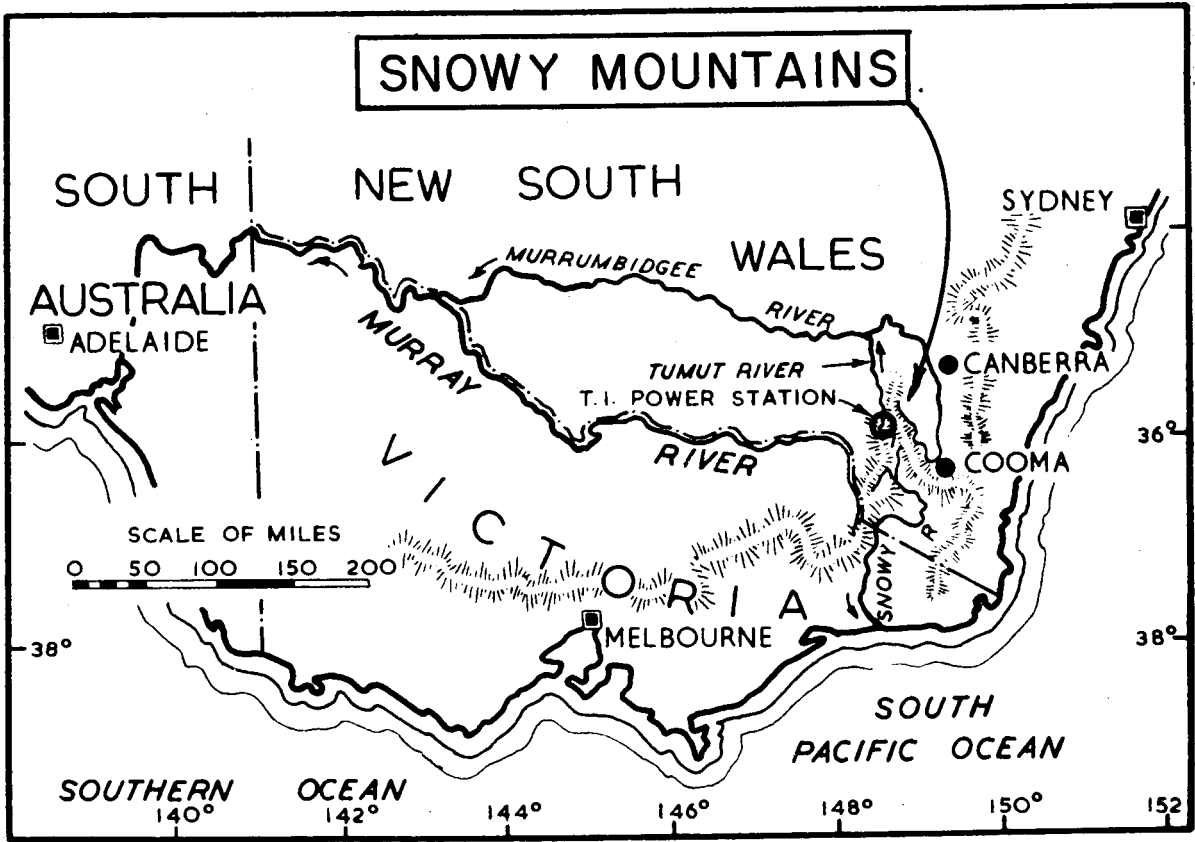 SNOWY MOUNTAINS
SOUTH
NEW SOUTH
SYDNEY
WALES
MURRUMBIDGEE
AUSTRALIA
RIVER
ADELAIDE
MURRAY
TUMUT RIVER
CANBERRA
T.I. POWER STATION
36°
RIVER
COOMA
VICTORIA
SCALE OF MILES
0 50 100 150 200
SNOWY R
MELBOURNE
38°
38°
SOUTH
PACIFIC OCEAN
SOUTHERN OCEAN
140° 142° 144° 146° 148° 150° 152